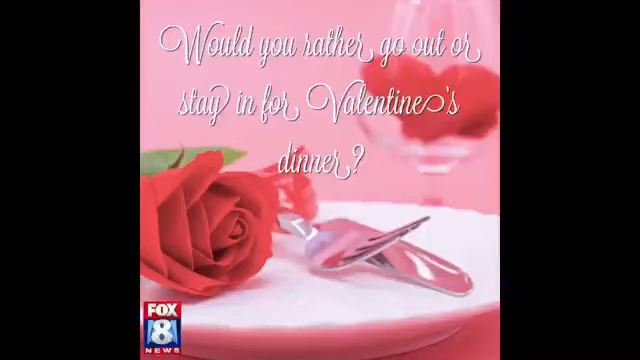 Would you rather go out or
stay in for Valentine's
dinner?
FOX
8
NEWS